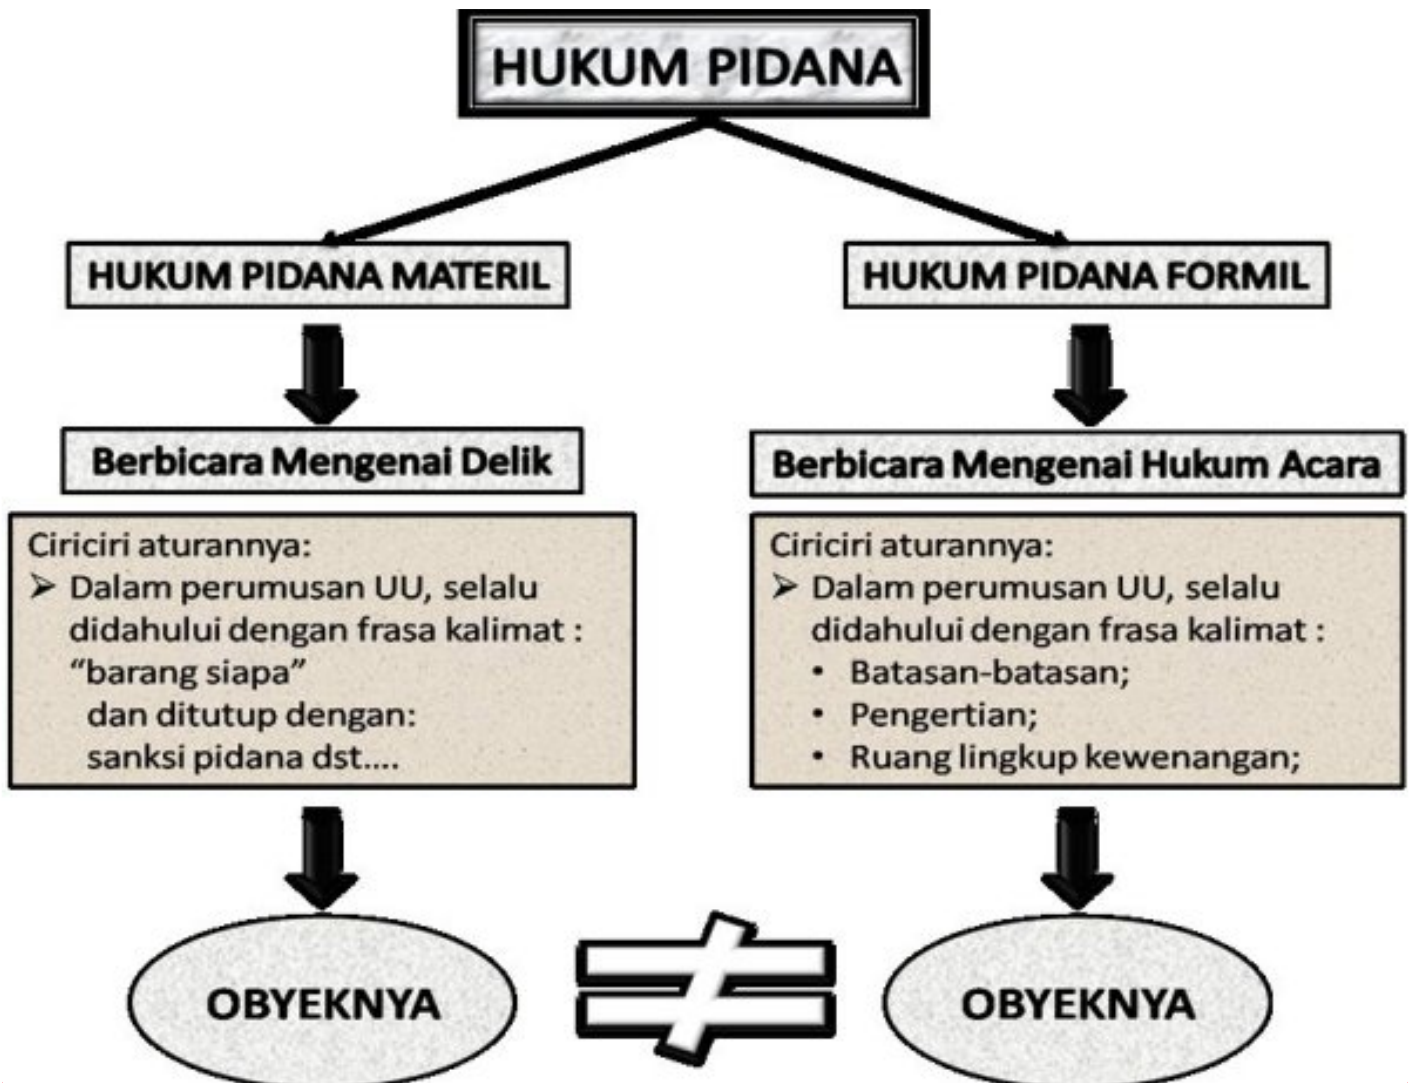 HUKUM PIDANA
HUKUM PIDANA MATERIL
Berbicara Mengenai Delik
Ciriciri aturannya:
➢ Dalam perumusan UU, selalu
didahului dengan frasa kalimat :
“barang siapa”
dan ditutup dengan:
sanksi pidana dst....
OBYEKNYA
≠
HUKUM PIDANA FORMIL
Berbicara Mengenai Hukum Acara
Ciriciri aturannya:
➢ Dalam perumusan UU, selalu
didahului dengan frasa kalimat :
• Batasan-batasan;
• Pengertian;
• Ruang lingkup kewenangan;
OBYEKNYA